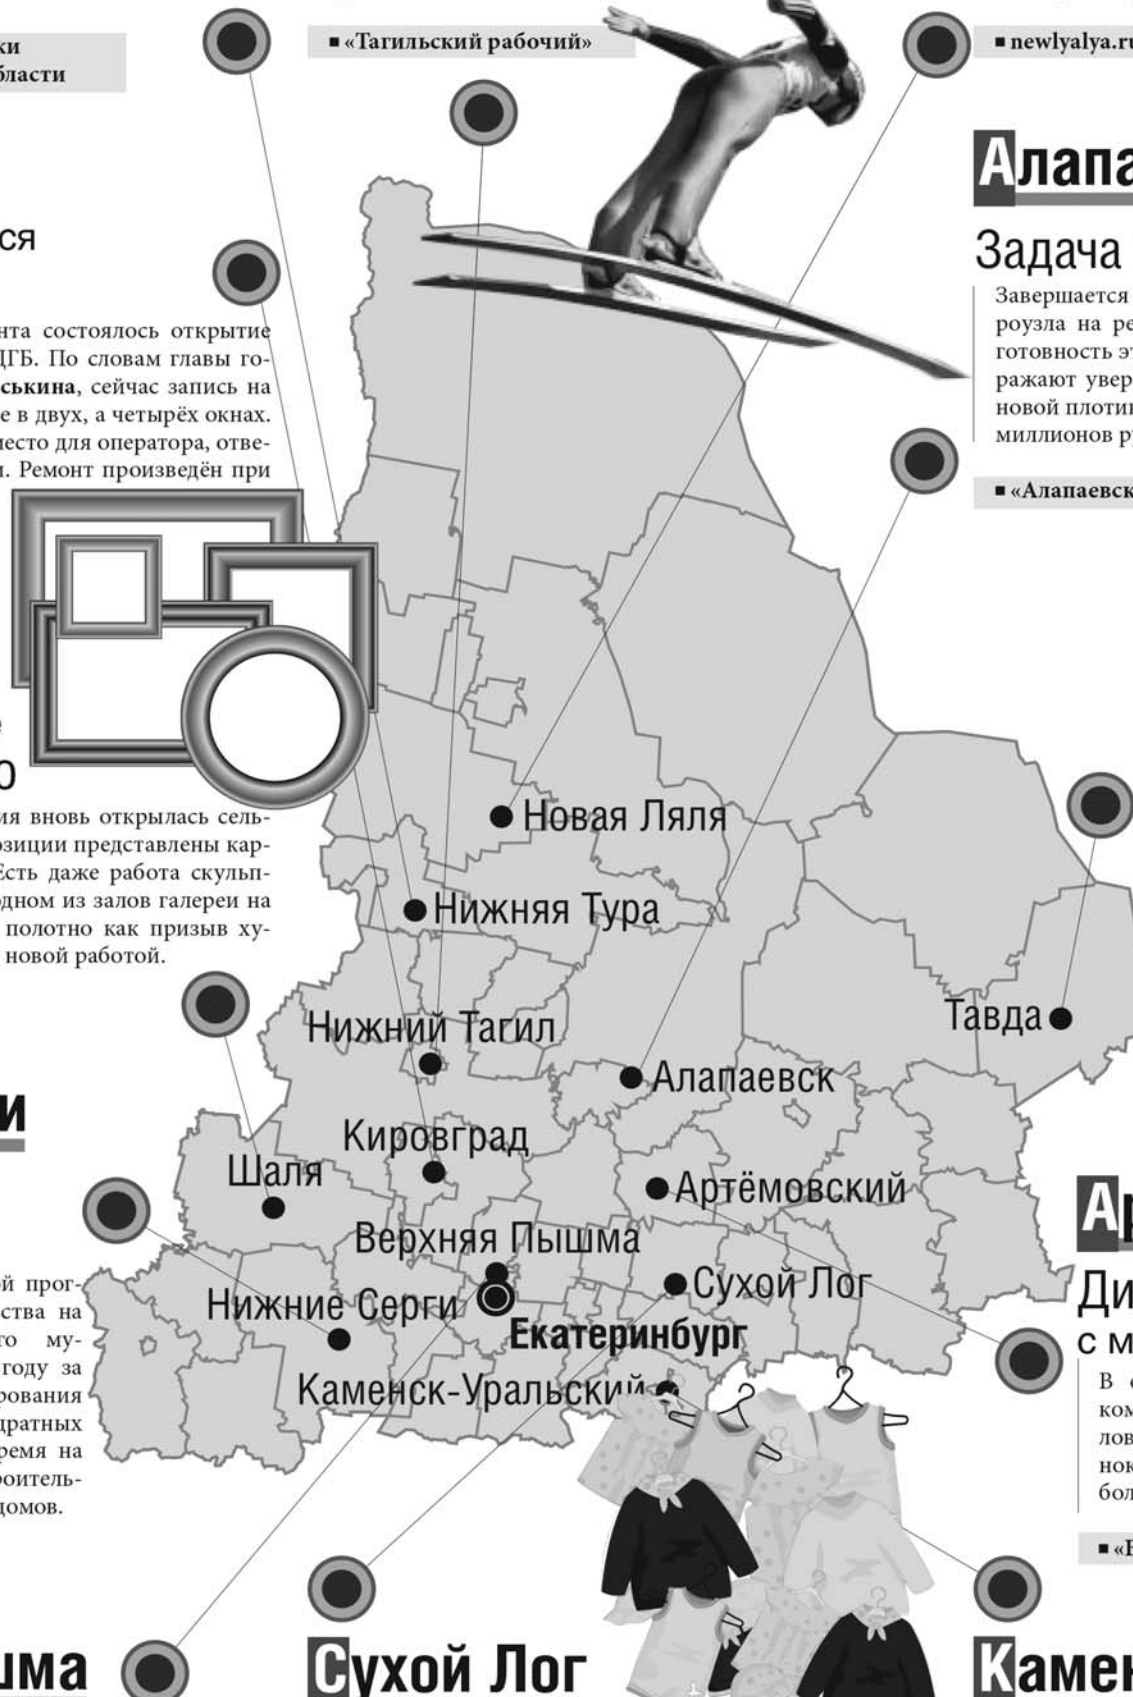 ки
бласти
■ «Тагильский рабочий»
■ newlyalya.ru
ся
нта состоялось открытие
ЦГБ. По словам главы го-
ськина, сейчас запись на
е в двух, а четырёх окнах.
место для оператора, отве-
и. Ремонт произведён при
е
о
ия вновь открылась сель-
озиции представлены кар-
Есть даже работа скульп-
одном из залов галереи на
полотно как призыв ху-
новой работой.
и
й прог-
ства на
го му-
году за
рования
дратных
ремя на
роитель-
домов.
шма
Алапа
Задача
Завершается
роузла на ре
готовность эт
ражают увер
новой плотин
миллионов ру
■ «Алапаевск
Новая Ляля
Нижняя Тура
Нижний Тагил
Тавда
Алапаевск
Кировград
Шаля
Артёмовский
Верхняя Пышма
Сухой Лог
Нижние Серги
Екатеринбург
Каменск-Уральский
Ар
Ди
с м
В
ком
лов
нок
бол
■ «Е
Сухой Лог
Камен